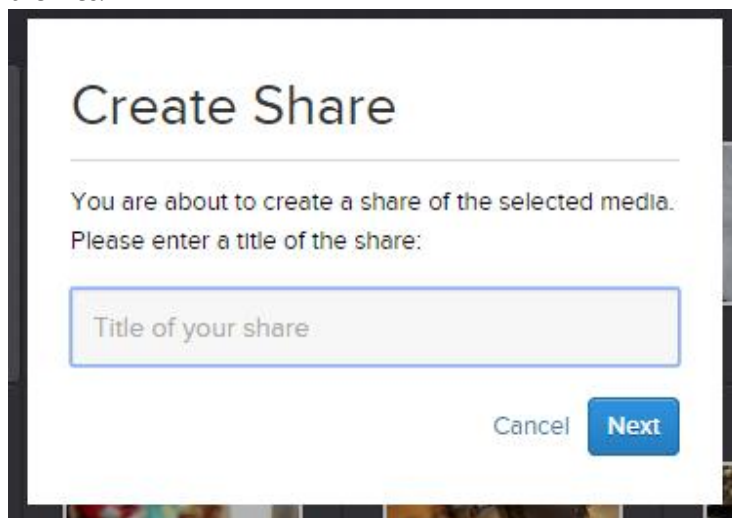 Create Share
You are about to create a share of the selected media.
Please enter a title of the share:
Title of your share
Cancel Next